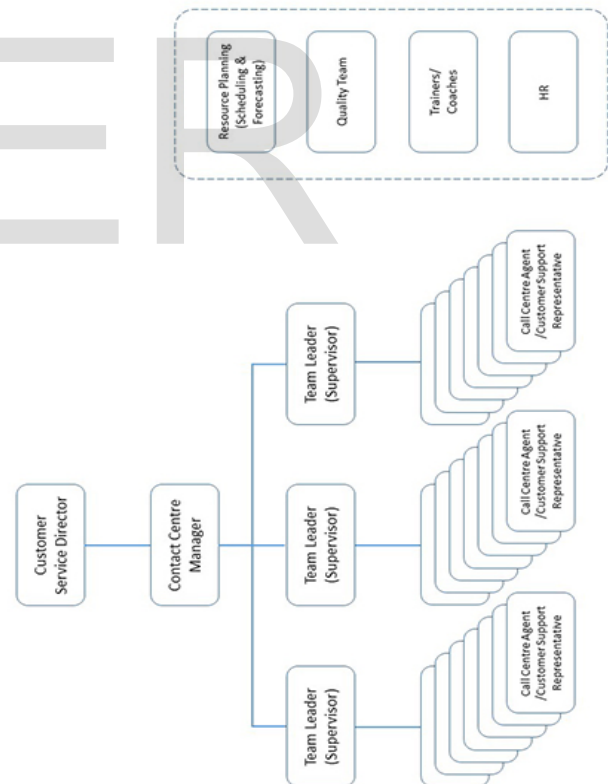 ER
Customer
Service Director
Contact Centre
Manager
Team Leader
(Supervisor)
Team Leader
(Supervisor)
Team Leader
(Supervisor)
Call Centre Agent
/Customer Support
Representative
Call Centre Agent
/Customer Support
Representative
Call Centre Agent
/Customer Support
Representative
Resource Planning
(Scheduling &
Forecasting)
Quality Team
Trainers/
Coaches
HR